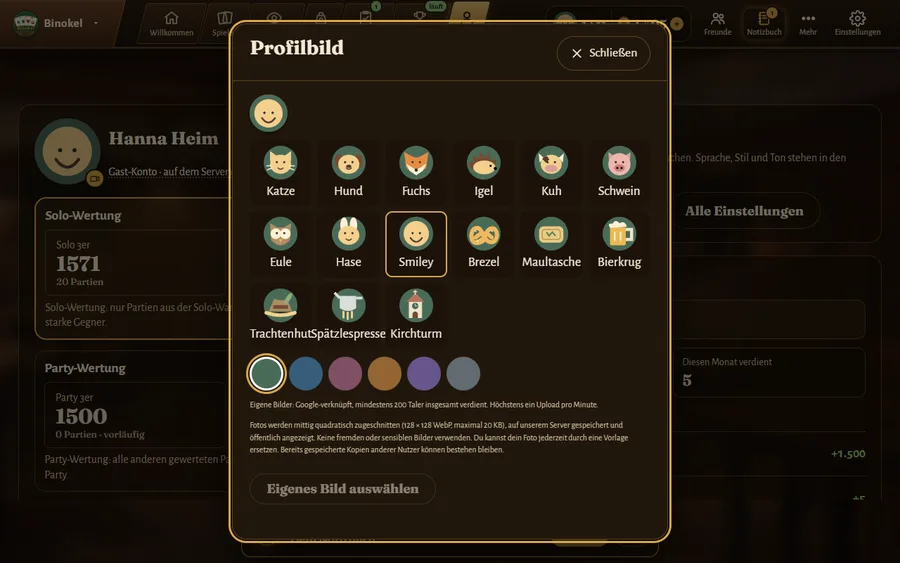 Binokel
1
läuft
1
Willkommen
Freunde
Notizbuch
Mehr
Einstellungen
Profilbild
Schließen
Hanna Heim
Gast-Konto · auf dem Server
Solo-Wertung
Solo 3er
1571
20 Partien
Solo-Wertung: nur Partien aus der
starke Gegner.
Party-Wertung
Party 3er
1500
0 Partien · vorläufig
Party-Wertung: alle anderen gewerteten
Party.
Katze
Hund
Fuchs
Igel
Kuh
Schwein
Eule
Hase
Smiley
Brezel
Maultasche
Bierkrug
Trachtenhut
Spätzlespresse
Kirchturm
Eigene Bilder: Google-verknüpft, mindestens 200 Taler insgesamt verdient. Höchstens ein Upload pro Minute.
Fotos werden mittig quadratisch zugeschnitten (128 × 128 WebP, maximal 20 KB), auf unserem Server gespeichert und
öffentlich angezeigt. Keine fremden oder sensiblen Bilder verwenden. Du kannst dein Foto jederzeit durch eine Vorlage
ersetzen. Bereits gespeicherte Kopien anderer Nutzer können bestehen bleiben.
Eigenes Bild auswählen
Sprache, Stil und Ton stehen in den
Alle Einstellungen
Diesen Monat verdient
5
+1.500
+5